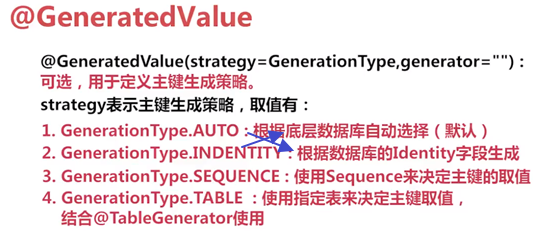 @GeneratedValue
@GeneratedValue(strategy=GenerationType,generator="")：
可选，用于定义主键生成策略。
strategy表示主键生成策略，取值有：
1. GenerationType.AUTO：根据底层数据库自动选择（默认）
2. GenerationType.INDENTITY：根据数据库的Identity字段生成
3. GenerationType.SEQUENCE：使用Sequence来决定主键的取值
4. GenerationType.TABLE ：使用指定表来决定主键取值，
结合@TableGenerator使用